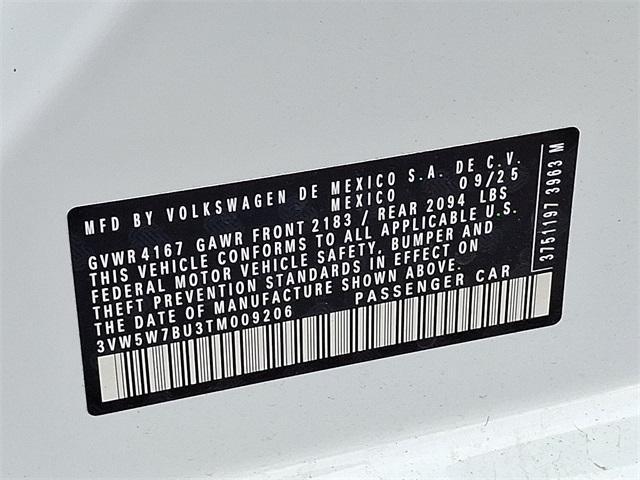 MFD BY VOLKSWAGEN DE MEXICO S.A. DE C.V.
MEXICO 09/25
GVWR 4167 GAWR FRONT 2183 / REAR 2094 LBS
THIS VEHICLE CONFORMS TO ALL APPLICABLE U.S.
FEDERAL MOTOR VEHICLE SAFETY, BUMPER AND
THEFT PREVENTION STANDARDS IN EFFECT ON
THE DATE OF MANUFACTURE SHOWN ABOVE.
3VW5W7BU3TM009206 PASSENGER CAR
3751197 3963 M